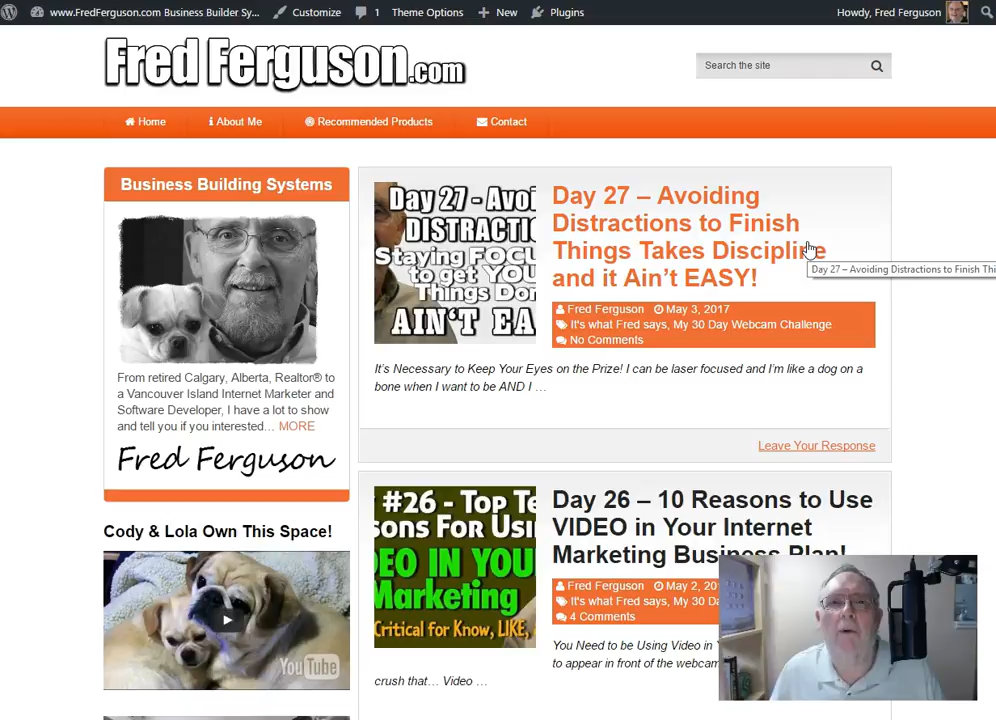 www.FredFerguson.com Business Builder Sy... Customize 1 Theme Options New Plugins Howdy, Fred Ferguson
Fred Ferguson.com
Search the site
Home About Me Recommended Products Contact
Business Building Systems
From retired Calgary, Alberta, Realtor® to
a Vancouver Island Internet Marketer and
Software Developer, I have a lot to show
and tell you if you interested... MORE
Fred Ferguson
Cody & Lola Own This Space!
YouTube
Day 27 - Avoi
DISTRACTI
Staying FOCU
to get YOU
Things Don
AIN'T EA
Day 27 – Avoiding
Distractions to Finish
Things Takes Discipline
and it Ain't EASY!
Day 27 – Avoiding Distractions to Finish Thi
Fred Ferguson May 3, 2017
It's what Fred says, My 30 Day Webcam Challenge
No Comments
It's Necessary to Keep Your Eyes on the Prize! I can be laser focused and I'm like a dog on a
bone when I want to be AND I …
Leave Your Response
#26 - Top Te
sons For Usi
DEO IN YOU
Marketing
Critical for Know, LIKE,
Day 26 – 10 Reasons to Use
VIDEO in Your Internet
Marketing Business Plan!
Fred Ferguson May 2, 20
It's what Fred says, My 30 D
4 Comments
You Need to be Using Video in
to appear in front of the webcam
crush that… Video …